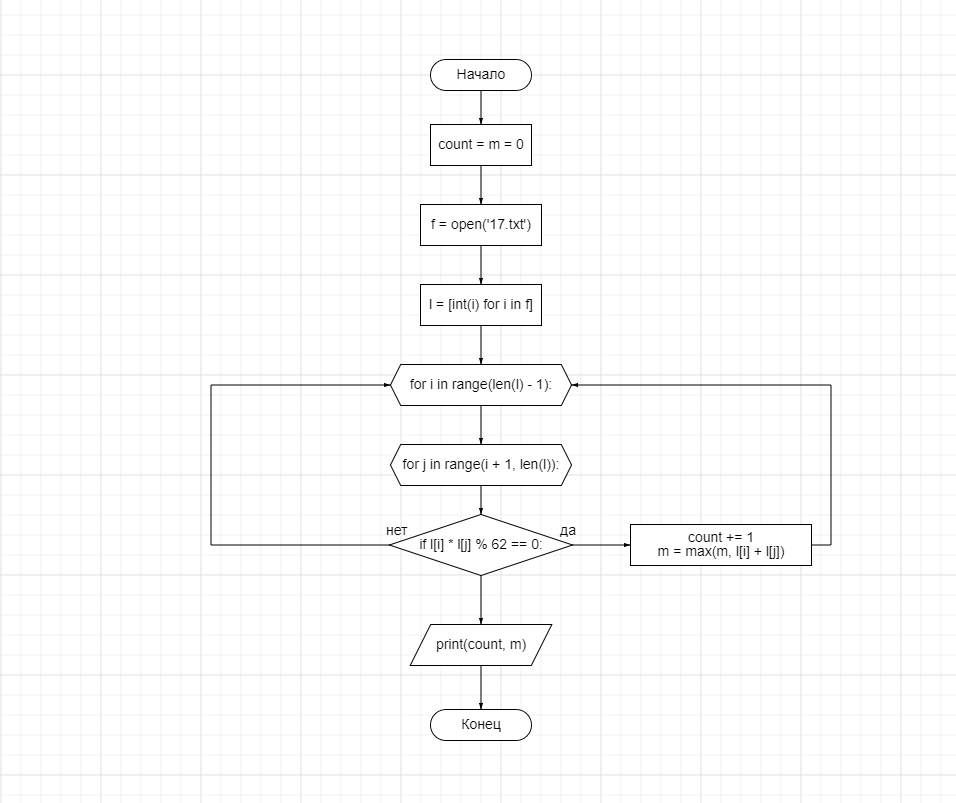 Начало
count = m = 0
f = open('17.txt')
l = [int(i) for i in f]
for i in range(len(l) - 1):
for j in range(i + 1, len(l)):
нет
if l[i] * l[j] % 62 == 0:
да
count += 1
m = max(m, l[i] + l[j])
print(count, m)
Конец